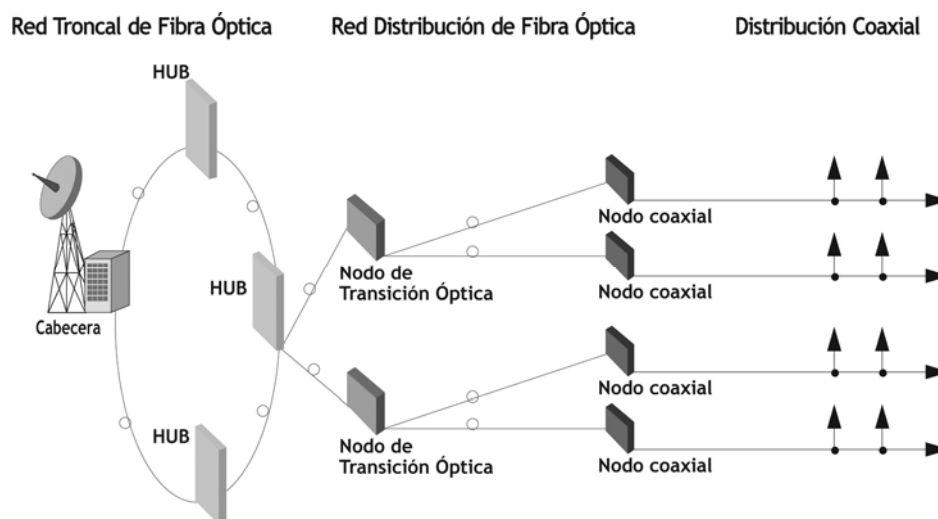 Red Troncal de Fibra Óptica
Red Distribución de Fibra Óptica
Distribución Coaxial
HUB
HUB
HUB
Cabecera
Nodo de
Transición Óptica
Nodo de
Transición Óptica
Nodo coaxial
Nodo coaxial
Nodo coaxial
Nodo coaxial